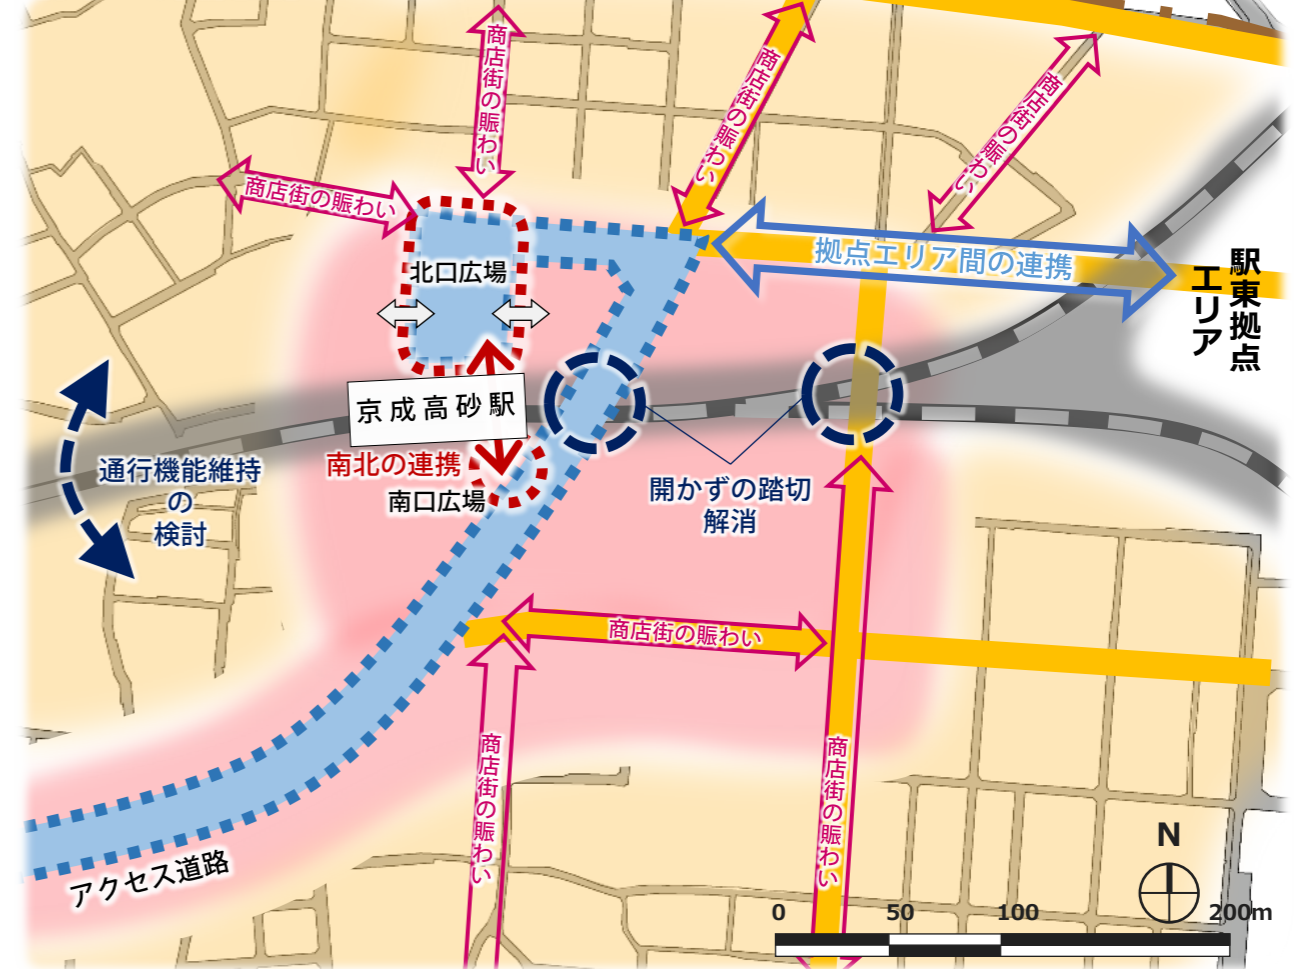 商店街の賑わい
商店街の賑わい
商店街の賑わい
商店街の賑わい
北口広場
拠点エリア間の連携
駅東拠点
エリア
京成高砂駅
南北の連携
南口広場
通行機能維持
の
検討
開かずの踏切
解消
商店街の賑わい
商店街の賑わい
商店街の賑わい
アクセス道路
N
0 50 100 200m